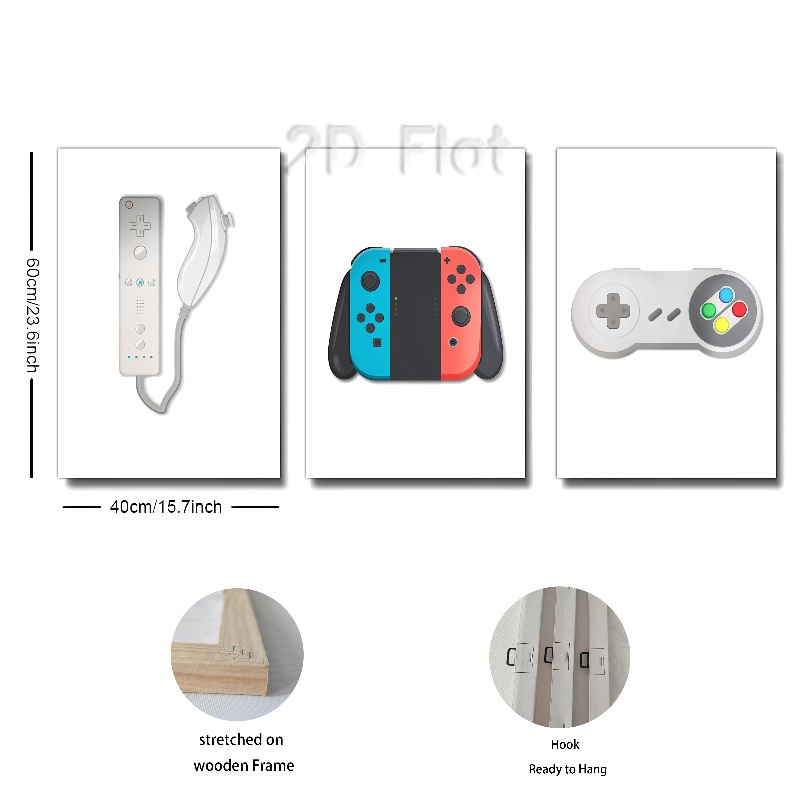 2D Flat
60cm/23.6inch
40cm/15.7inch
stretched on
wooden Frame
Hook
Ready to Hang